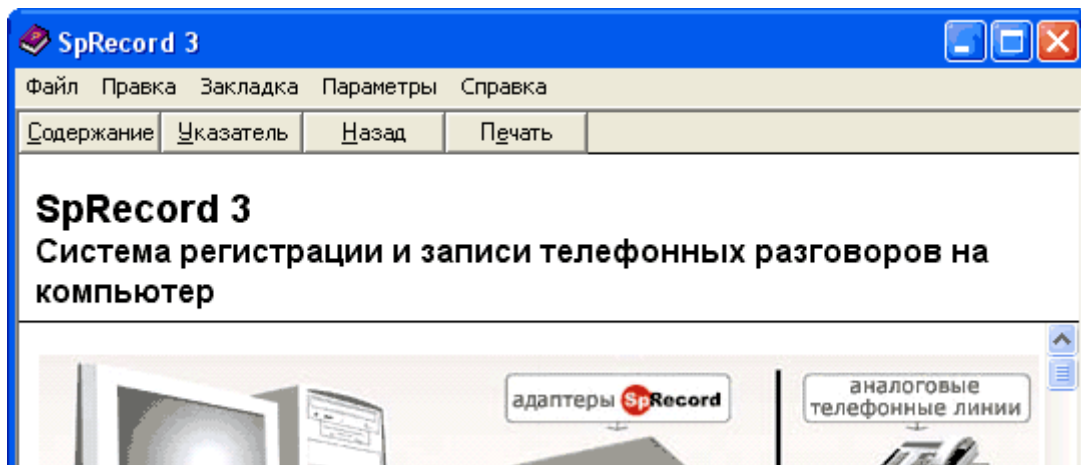 SpRecord 3
Файл Правка Закладка Параметры Справка
Содержание Указатель Назад Печать
SpRecord 3
Система регистрации и записи телефонных разговоров на
компьютер
адаптеры SpRecord
аналоговые
телефонные линии